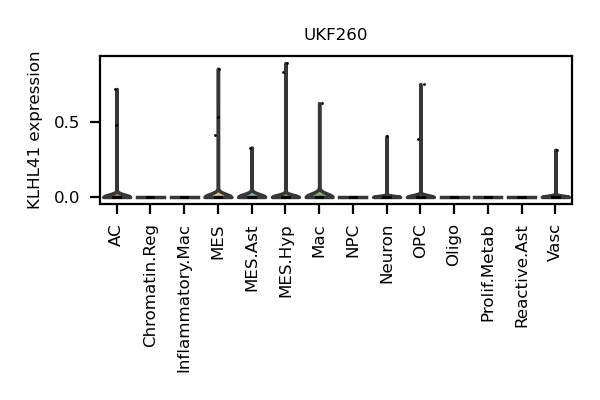 UKF260
KLHL41 expression
0.5
0.0
AC
Chromatin.Reg
Inflammatory.Mac
MES
MES.Ast
MES.Hyp
Mac
NPC
Neuron
OPC
Oligo
Prolif.Metab
Reactive.Ast
Vasc